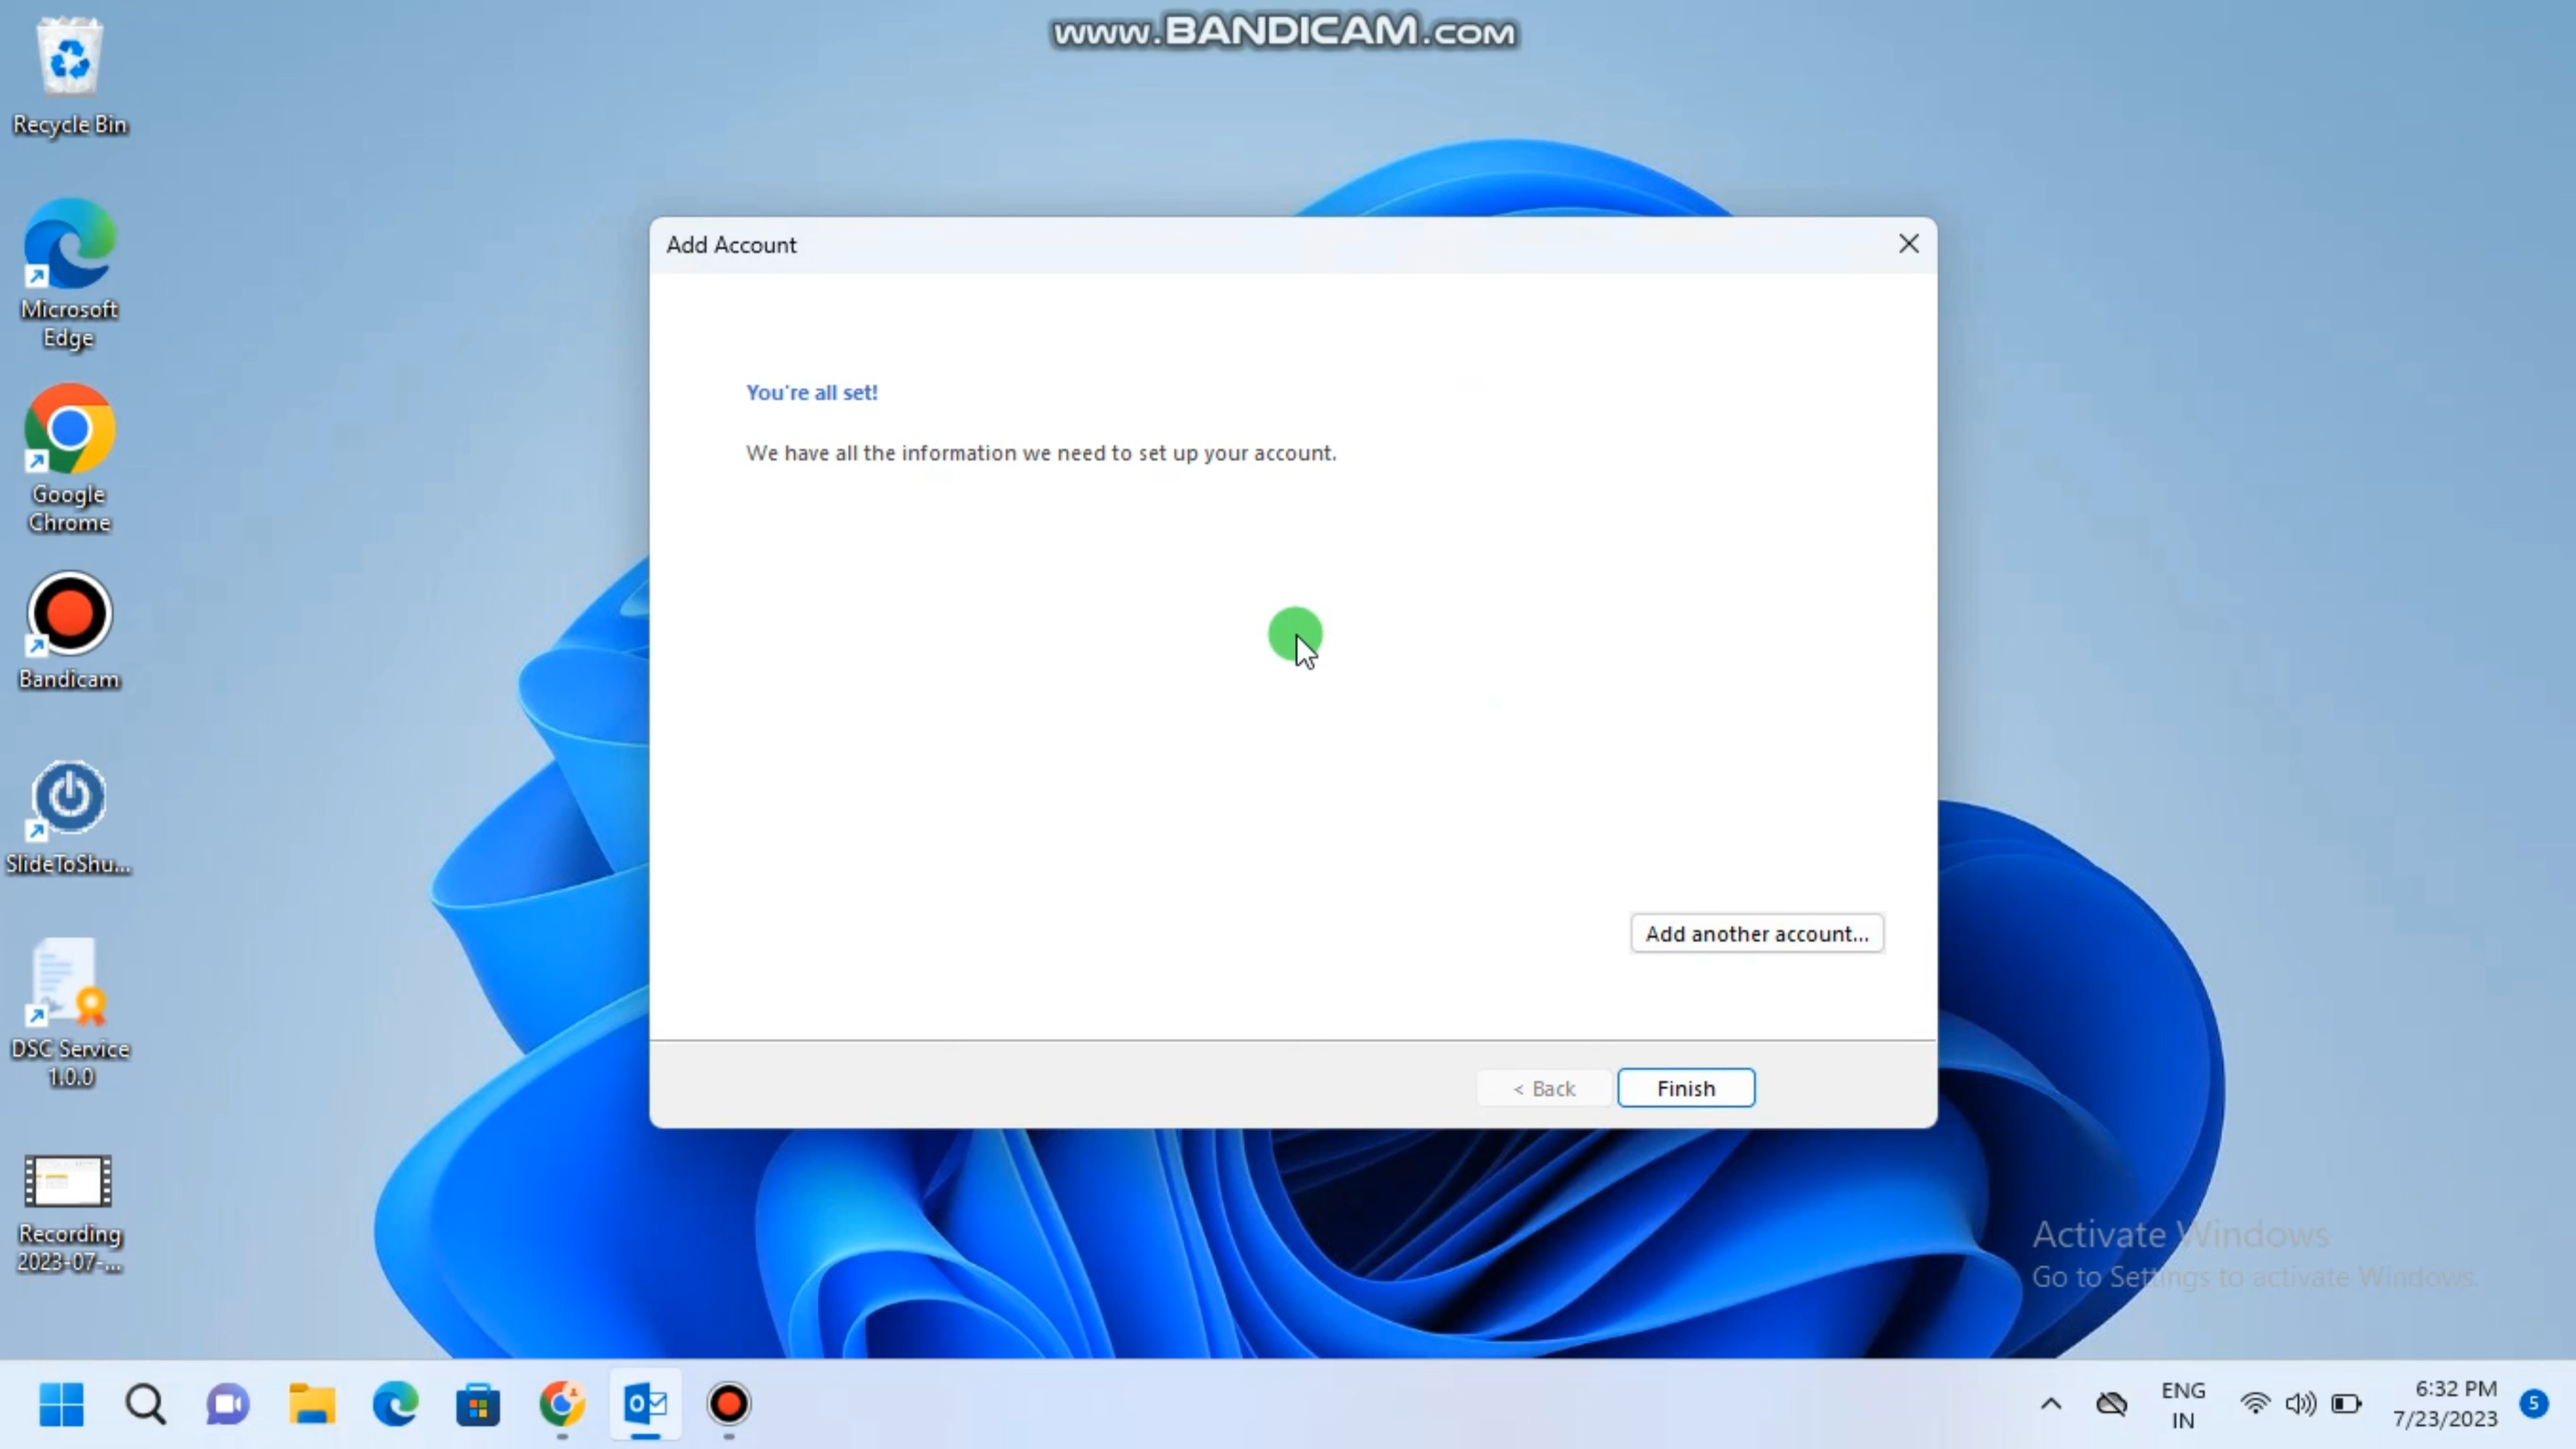 www.BANDICAM.com
Recycle Bin
Microsoft
Edge
Google
Chrome
Bandicam
SlideToShu...
DSC Service
1.0.0
Recording
2023-07-...
Add Account
You're all set!
We have all the information we need to set up your account.
Add another account...
< Back
Finish
Activate Windows
Go to Settings to activate Windows.
ENG
IN
6:32 PM
7/23/2023
5